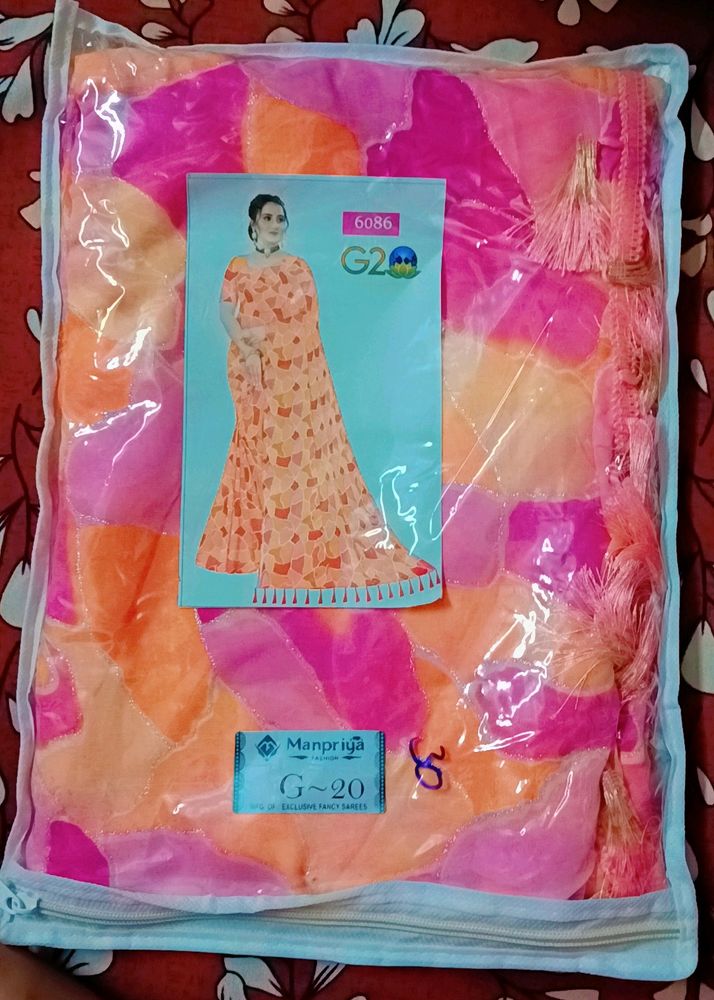 6086
G20
Manpriya
FASHION
G~20
MFG. OF. EXCLUSIVE FANCY SAREES